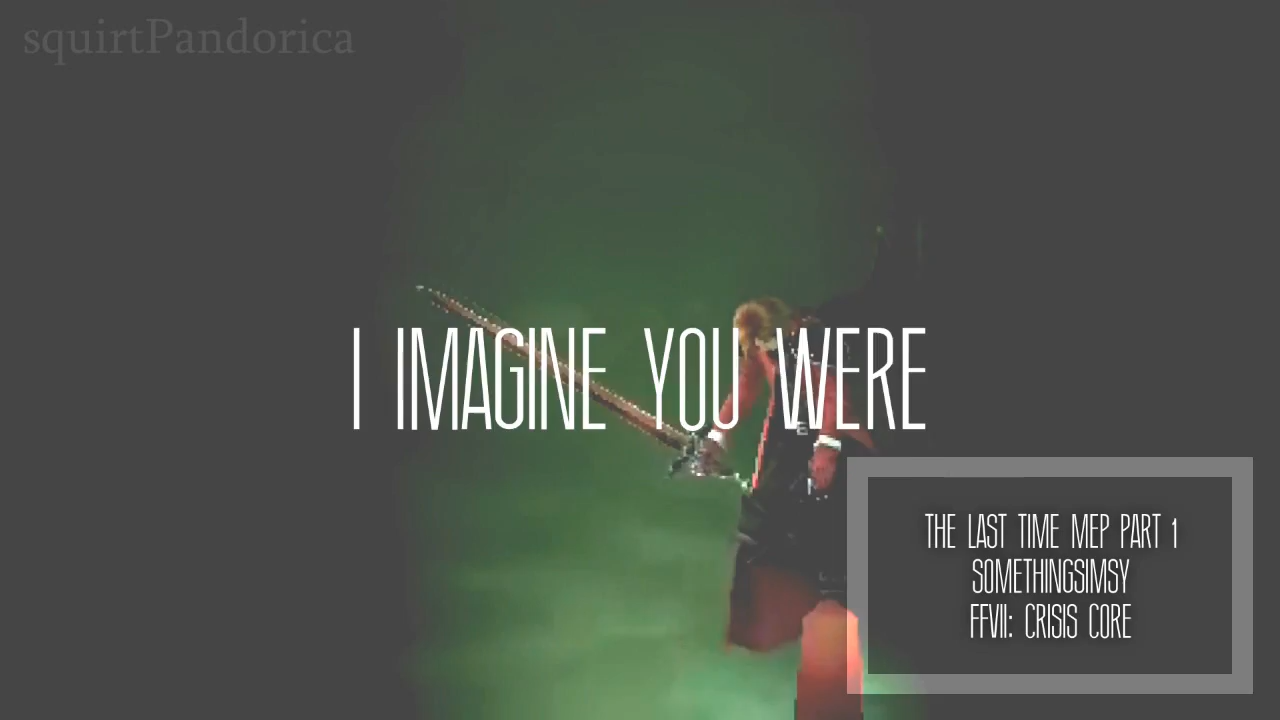 squirtPandorica
I IMAGINE YOU WERE
THE LAST TIME MEP PART 1
SOMETHINGSIMSY
FFVII: CRISIS CORE